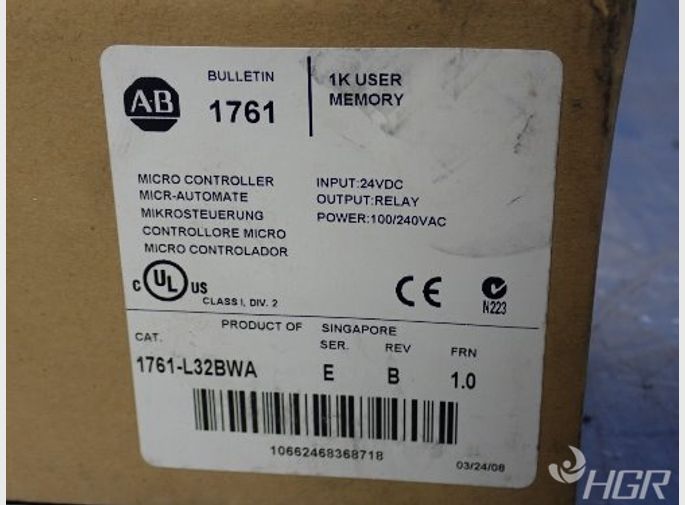 A-B
BULLETIN
1761
1K USER
MEMORY
MICRO CONTROLLER
MICR-AUTOMATE
MIKROSTEUERUNG
CONTROLLORE MICRO
MICRO CONTROLADOR
INPUT:24VDC
OUTPUT:RELAY
POWER:100/240VAC
C UL US
CLASS I, DIV. 2
CE
N223
PRODUCT OF SINGAPORE
CAT. SER. REV FRN
1761-L32BWA E B 1.0
10662468368718
03/24/08
HGR